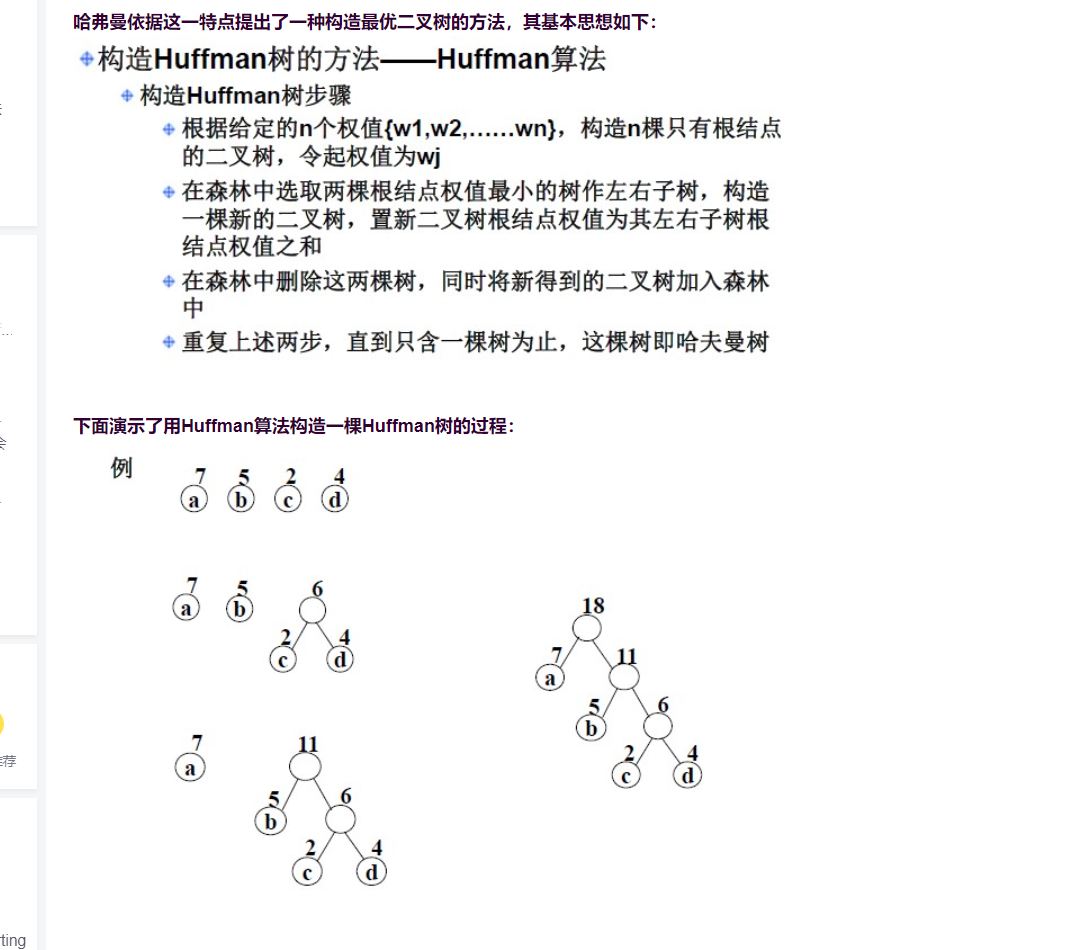 哈弗曼依据这一特点提出了一种构造最优二叉树的方法，其基本思想如下：
构造Huffman树的方法——Huffman算法
构造Huffman树步骤
根据给定的n个权值{w1,w2,……wn}，构造n棵只有根结点
的二叉树，令起权值为wj
在森林中选取两棵根结点权值最小的树作左右子树，构造
一棵新的二叉树，置新二叉树根结点权值为其左右子树根
结点权值之和
在森林中删除这两棵树，同时将新得到的二叉树加入森林
中
重复上述两步，直到只含一棵树为止，这棵树即哈夫曼树
下面演示了用Huffman算法构造一棵Huffman树的过程：
例
7 5 2 4
a b c d
7 5 6
a b
2 4
c d
7 11
a
5 6
b
2 4
c d
18
7 11
a
5 6
b
2 4
c d
荐
ting